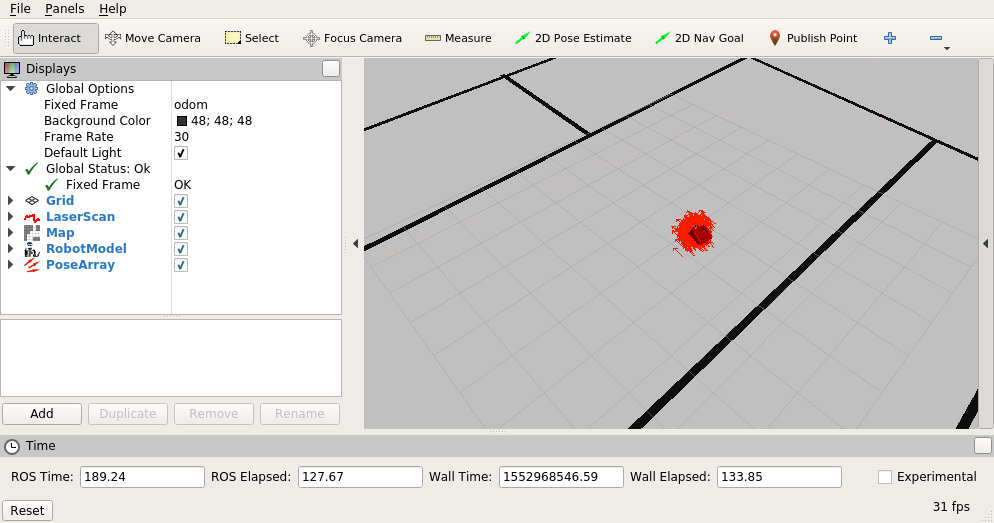 File Panels Help
Interact Move Camera Select Focus Camera Measure 2D Pose Estimate 2D Nav Goal Publish Point
Displays
Global Options
Fixed Frame odom
Background Color 48; 48; 48
Frame Rate 30
Default Light
Global Status: Ok
Fixed Frame OK
Grid
LaserScan
Map
RobotModel
PoseArray
Add Duplicate Remove Rename
Time
ROS Time: 189.24 ROS Elapsed: 127.67 Wall Time: 1552968546.59 Wall Elapsed: 133.85 Experimental
Reset 31 fps